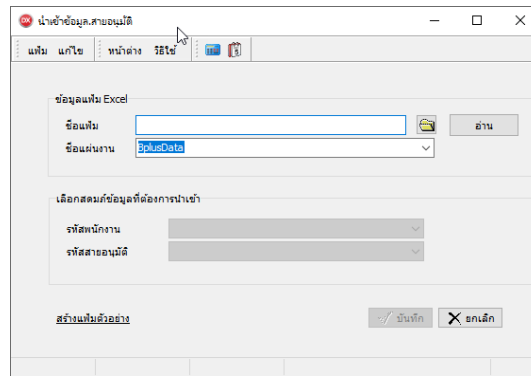 DX นำเข้าข้อมูล.สายอนุมัติ
แฟ้ม แก้ไข หน้าต่าง วิธีใช้
ข้อมูลแฟ้ม Excel
ชื่อแฟ้ม อ่าน
ชื่อแผ่นงาน BplusData
เลือกสดมภ์ข้อมูลที่ต้องการนำเข้า
รหัสพนักงาน
รหัสสายอนุมัติ
สร้างแฟ้มตัวอย่าง บันทึก ยกเลิก